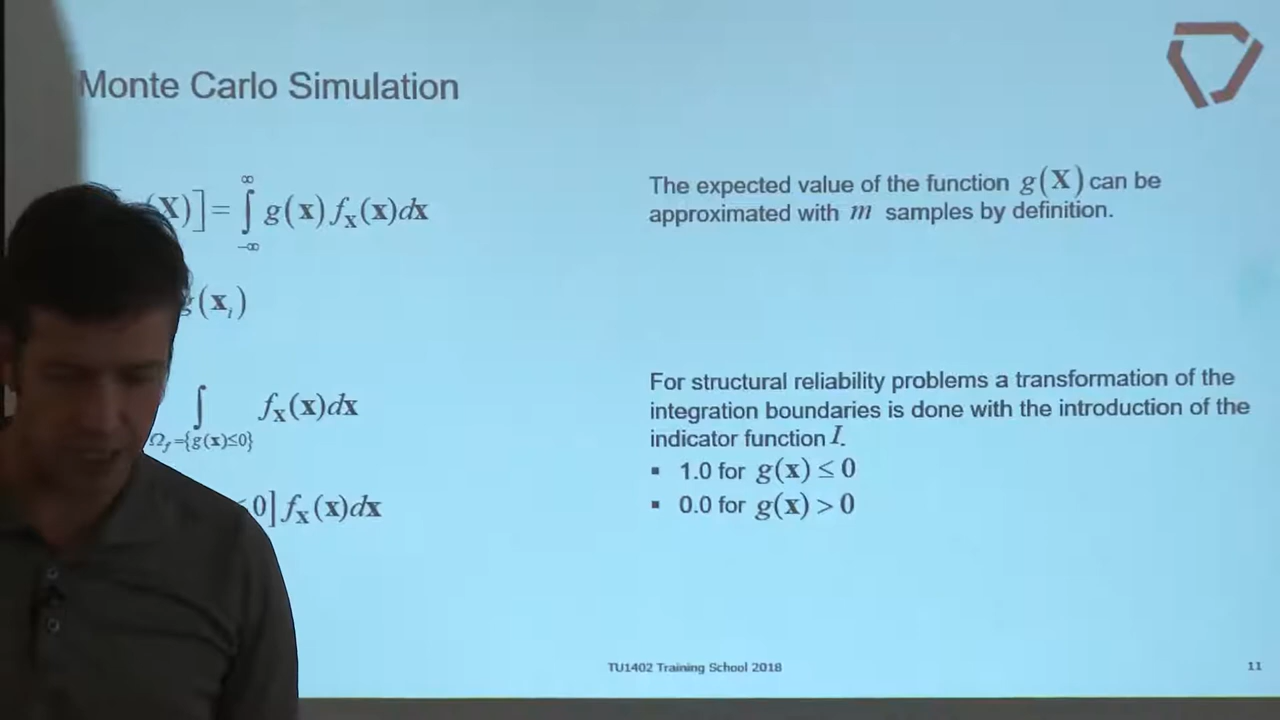 Monte Carlo Simulation
(X)] = ∫_{-∞}^{∞} g(x) f_X(x)dx
The expected value of the function g(X) can be
approximated with m samples by definition.
g(x_i)
For structural reliability problems a transformation of the
integration boundaries is done with the introduction of the
indicator function I.
∫_{Ω_f={g(x)≤0}} f_X(x)dx
▪ 1.0 for g(x) ≤ 0
▪ 0.0 for g(x) > 0
0] f_X(x)dx
TU1402 Training School 2018
11